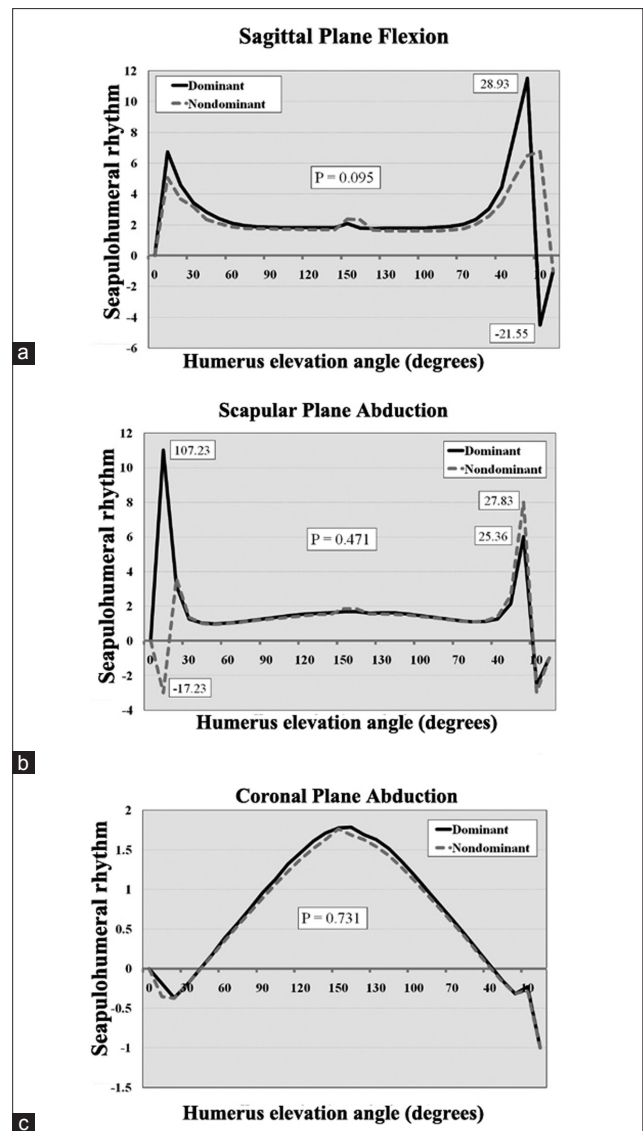 Sagittal Plane Flexion
12
10
8
6
4
2
0
-2
-4
-6
Dominant
Nondominant
28.93
P = 0.095
-21.55
0 30 60 90 120 150 130 100 70 40 10
Seapulohumeral rhythm
Humerus elevation angle (degrees)
a
Scapular Plane Abduction
12
10
8
6
4
2
0
-2
-4
Dominant
Nondominant
107.23
27.83
25.36
P = 0.471
-17.23
0 30 60 90 120 150 130 100 70 40 10
Seapulohumeral rhythm
Humerus elevation angle (degrees)
b
Coronal Plane Abduction
2
1.5
1
0.5
0
-0.5
-1
-1.5
Dominant
Nondominant
P = 0.731
0 30 60 90 120 150 130 100 70 40 10
Seapulohumeral rhythm
Humerus elevation angle (degrees)
c